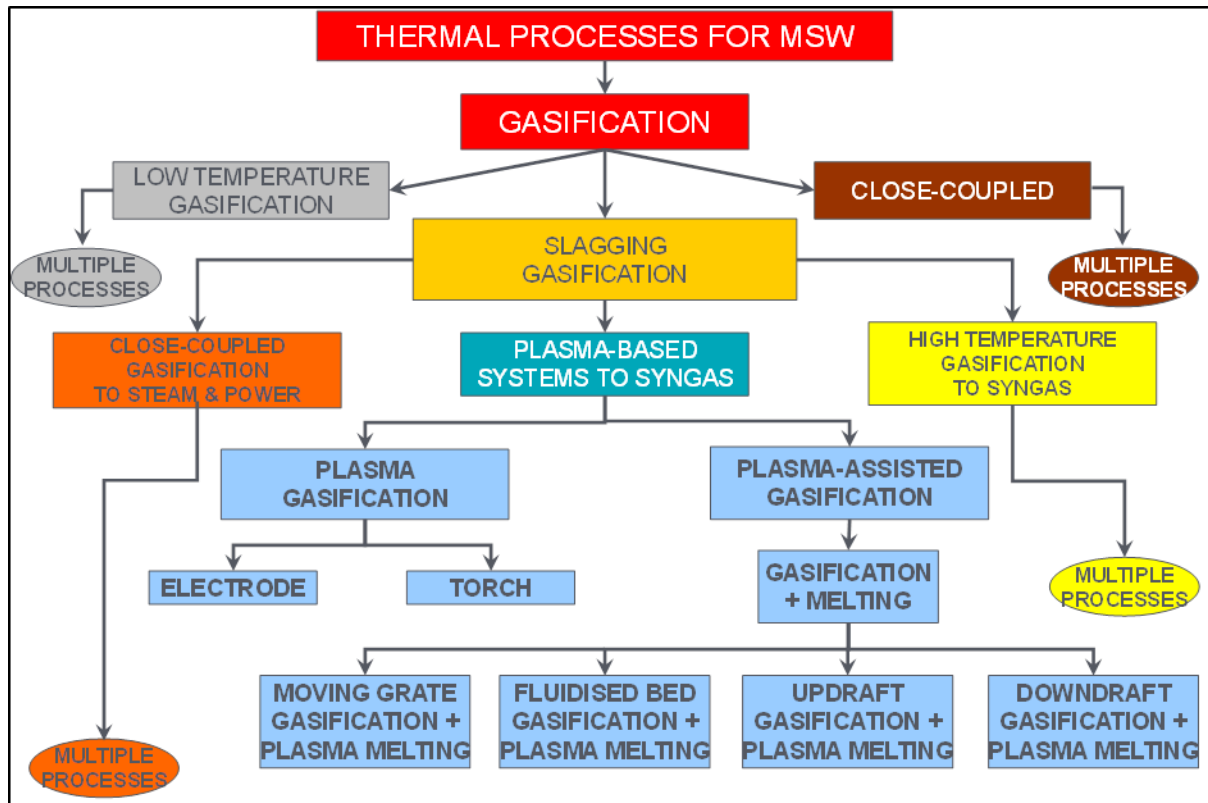 THERMAL PROCESSES FOR MSW
GASIFICATION
LOW TEMPERATURE
GASIFICATION
CLOSE-COUPLED
MULTIPLE
PROCESSES
SLAGGING
GASIFICATION
MULTIPLE
PROCESSES
CLOSE-COUPLED
GASIFICATION
TO STEAM & POWER
PLASMA-BASED
SYSTEMS TO SYNGAS
HIGH TEMPERATURE
GASIFICATION
TO SYNGAS
PLASMA
GASIFICATION
PLASMA-ASSISTED
GASIFICATION
ELECTRODE
TORCH
GASIFICATION
+ MELTING
MULTIPLE
PROCESSES
MOVING GRATE
GASIFICATION +
PLASMA MELTING
FLUIDISED BED
GASIFICATION +
PLASMA MELTING
UPDRAFT
GASIFICATION +
PLASMA MELTING
DOWNDRAFT
GASIFICATION +
PLASMA MELTING
MULTIPLE
PROCESSES